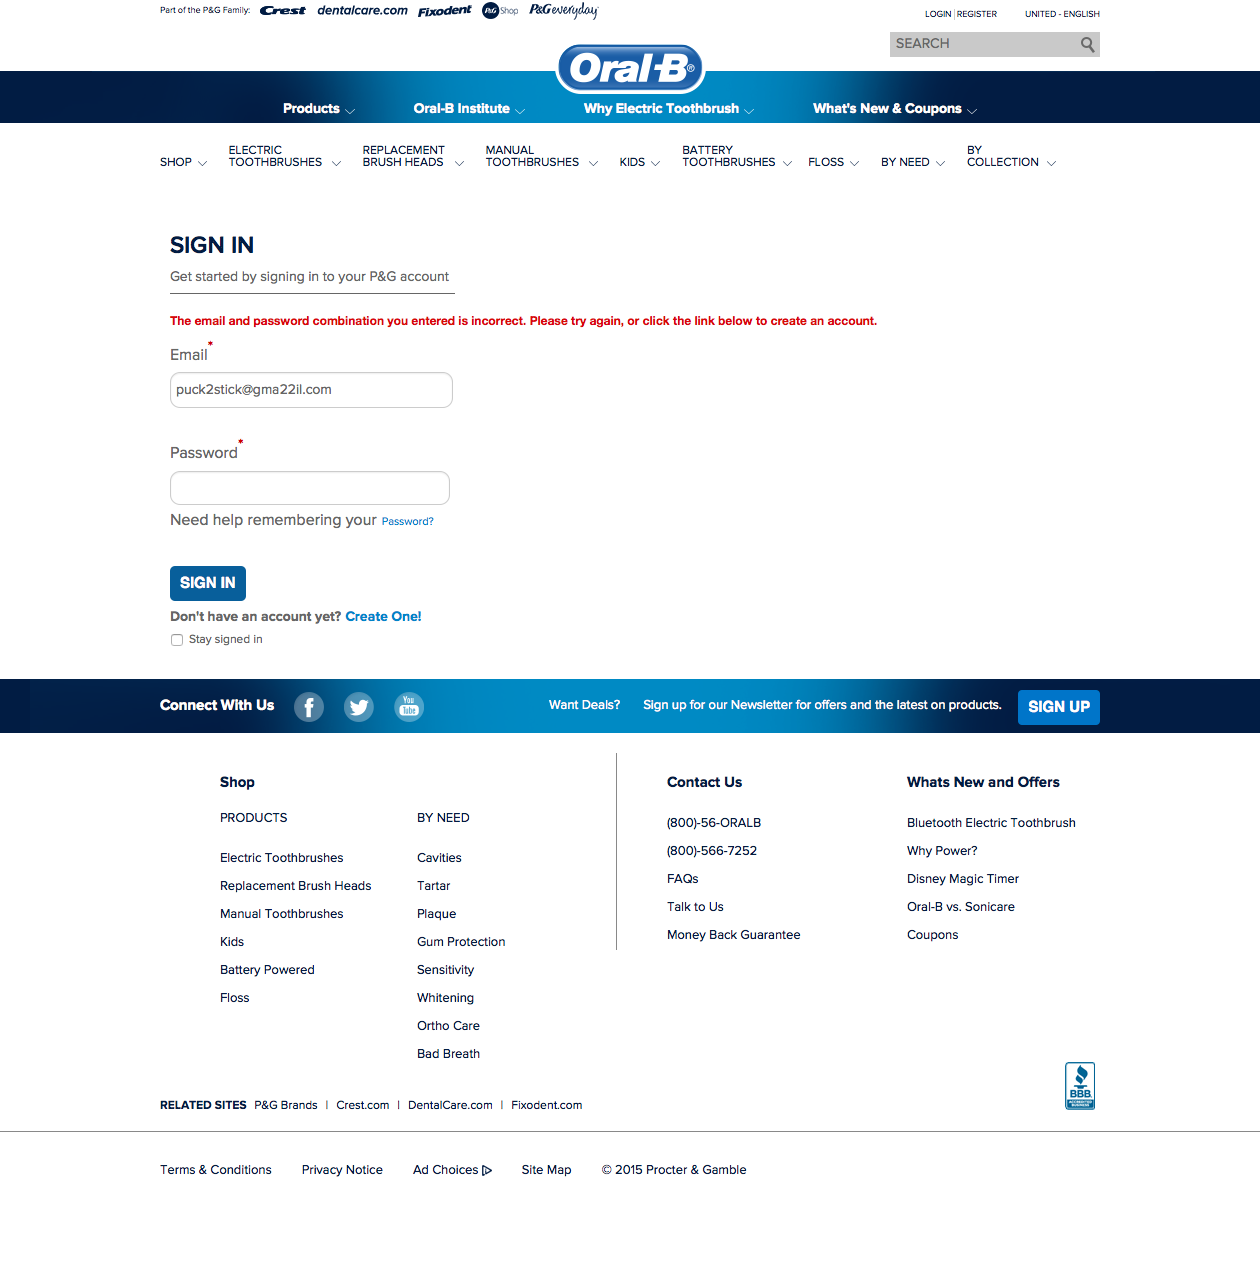 Part of the P&G Family: Crest dentalcare.com Fixodent P&G Shop P&G everyday
LOGIN | REGISTER UNITED - ENGLISH
SEARCH
Oral-B®
Products Oral-B Institute Why Electric Toothbrush What's New & Coupons
SHOP ELECTRIC TOOTHBRUSHES REPLACEMENT BRUSH HEADS MANUAL TOOTHBRUSHES KIDS BATTERY TOOTHBRUSHES FLOSS BY NEED BY COLLECTION
SIGN IN
Get started by signing in to your P&G account
The email and password combination you entered is incorrect. Please try again, or click the link below to create an account.
Email*
puck2stick@gma22il.com
Password*
Need help remembering your Password?
SIGN IN
Don't have an account yet? Create One!
Stay signed in
Connect With Us You Tube Want Deals? Sign up for our Newsletter for offers and the latest on products. SIGN UP
Shop
PRODUCTS
Electric Toothbrushes
Replacement Brush Heads
Manual Toothbrushes
Kids
Battery Powered
Floss
BY NEED
Cavities
Tartar
Plaque
Gum Protection
Sensitivity
Whitening
Ortho Care
Bad Breath
Contact Us
(800)-56-ORALB
(800)-566-7252
FAQs
Talk to Us
Money Back Guarantee
Whats New and Offers
Bluetooth Electric Toothbrush
Why Power?
Disney Magic Timer
Oral-B vs. Sonicare
Coupons
BBB.
ACCREDITED BUSINESS
RELATED SITES P&G Brands | Crest.com | DentalCare.com | Fixodent.com
Terms & Conditions Privacy Notice Ad Choices Site Map © 2015 Procter & Gamble